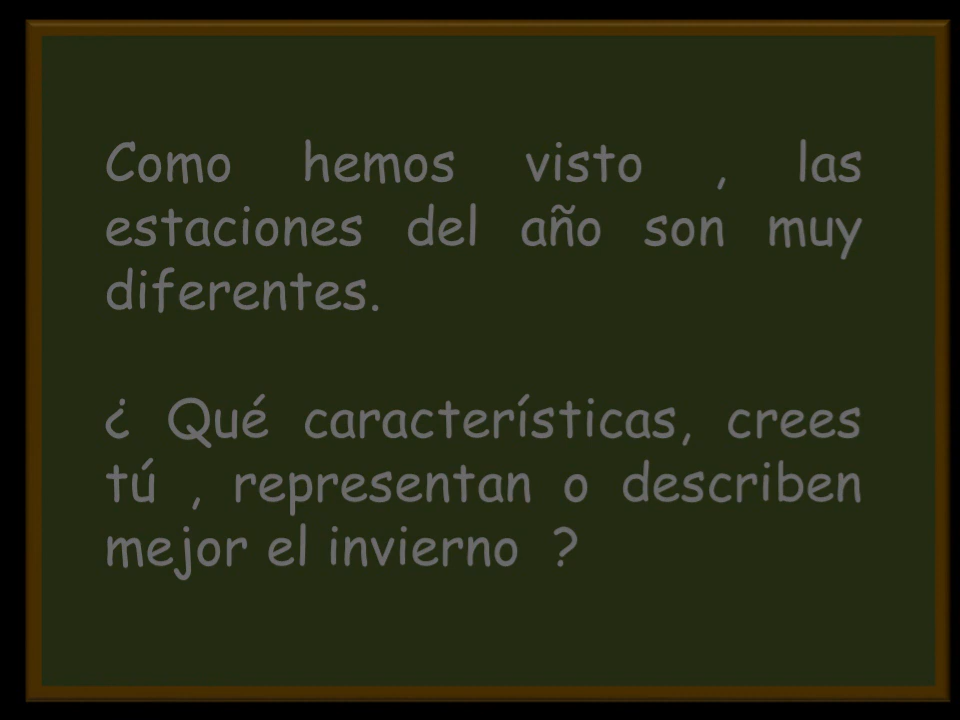 Como hemos visto , las
estaciones del año son muy
diferentes.
¿ Qué características, crees
tú , representan o describen
mejor el invierno ?